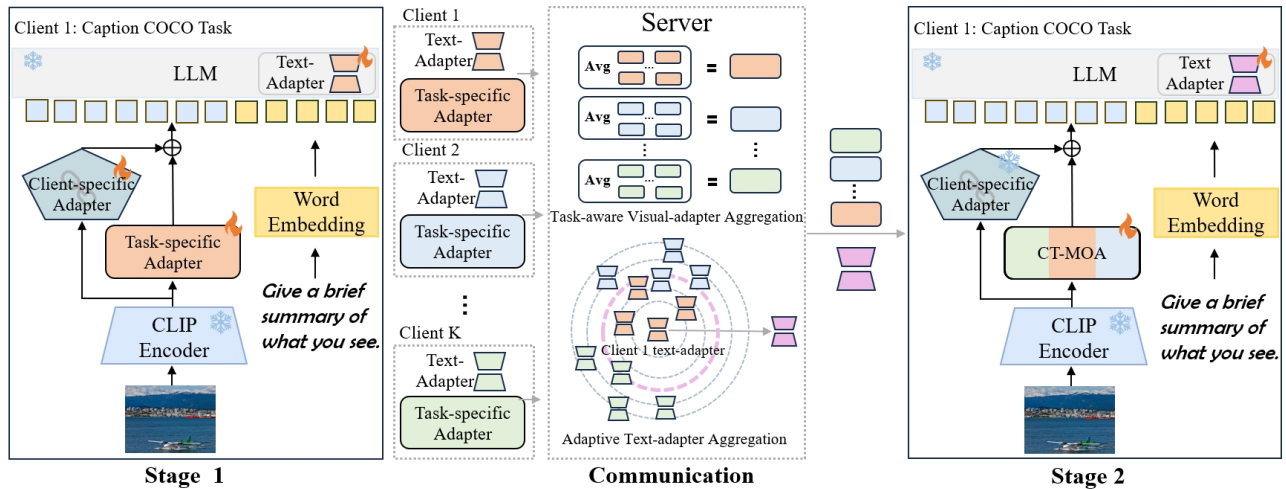 Client 1: Caption COCO Task
LLM
Text-
Adapter
Client-specific
Adapter
Task-specific
Adapter
Word
Embedding
CLIP
Encoder
Give a brief
summary of
what you see.
Stage 1
Client 1
Text-
Adapter
Task-specific
Adapter
Client 2
Text-
Adapter
Task-specific
Adapter
⋮
Client K
Text-
Adapter
Task-specific
Adapter
Server
Avg ... =
Avg ... =
⋮ ⋮
Avg ... =
Task-aware Visual-adapter Aggregation
Client 1 text-adapter
Adaptive Text-adapter Aggregation
Communication
Client 1: Caption COCO Task
LLM
Text
Adapter
Client-specific
Adapter
CT-MOA
Word
Embedding
CLIP
Encoder
Give a brief
summary of
what you see.
Stage 2